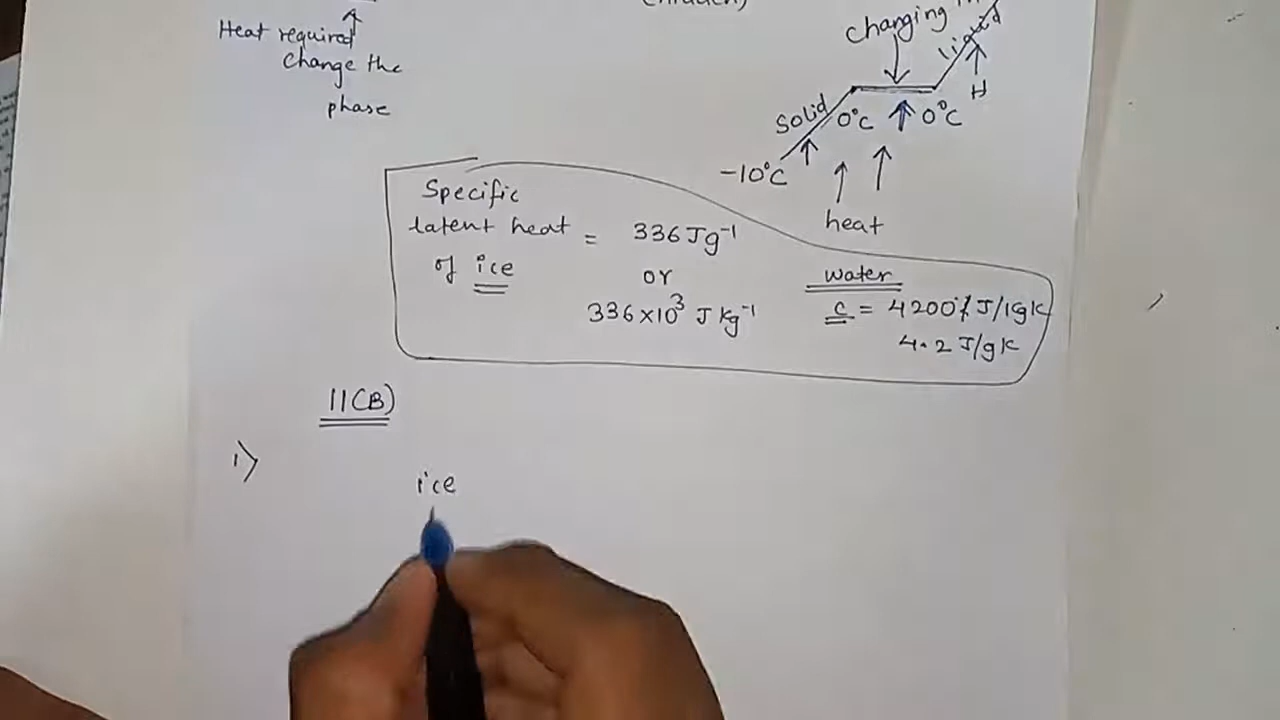 Heat required
change the
phase
changing
liquid
H
solid
0°C
0°C
-10°C
heat
Specific
latent heat = 336 Jg⁻¹
of ice
or
336×10³ J Kg⁻¹
water
c = 4200 J/kgK
4.2 J/gK
11(B)
1)
ice